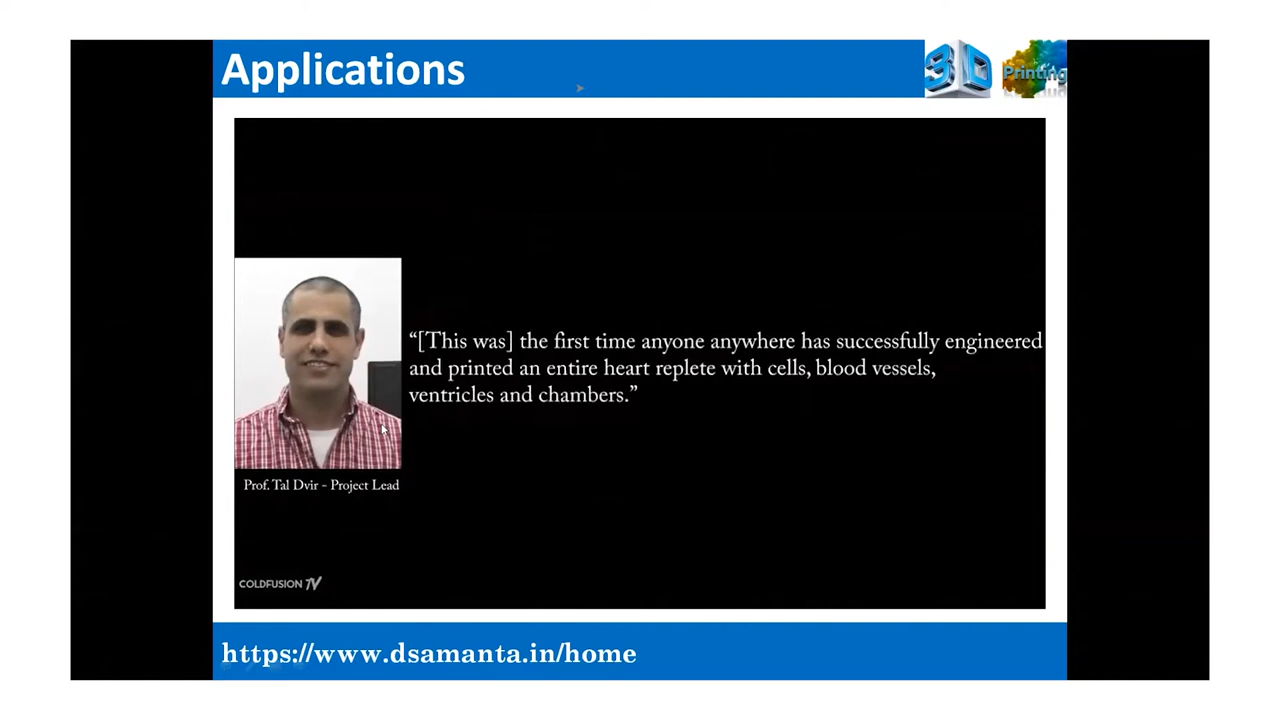 Applications
3D Printing
“[This was] the first time anyone anywhere has successfully engineered
and printed an entire heart replete with cells, blood vessels,
ventricles and chambers.”
Prof. Tal Dvir - Project Lead
COLDFUSION TV
https://www.dsamanta.in/home